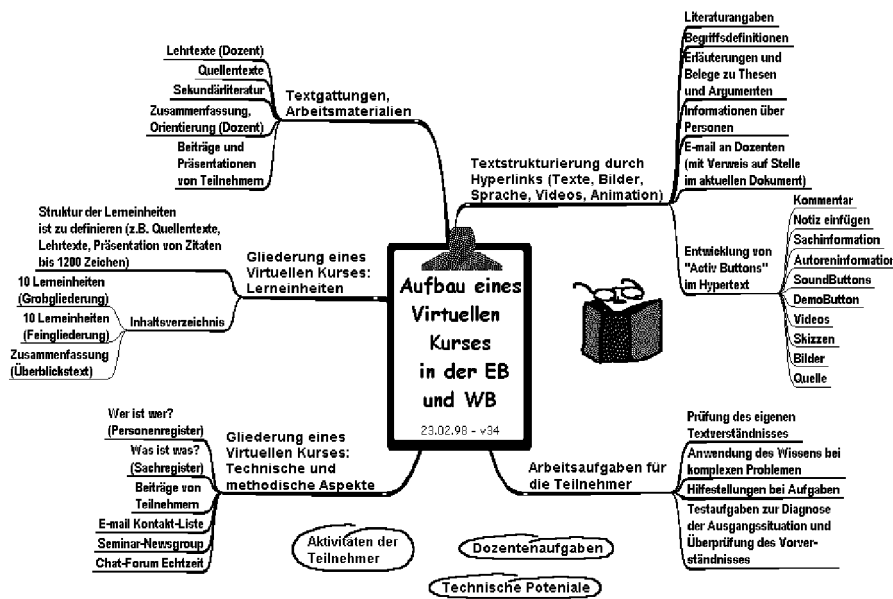 Lehrtexte (Dozent)
Quellentexte
Sekundärliteratur
Zusammenfassung,
Orientierung (Dozent)
Beiträge und
Präsentationen
von Teilnehmern
Textgattungen,
Arbeitsmaterialien
Literaturangaben
Begriffsdefinitionen
Erläuterungen und
Belege zu Thesen
und Argumenten
Informationen über
Personen
E-mail an Dozenten
(mit Verweis auf Stelle
im aktuellen Dokument)
Textstrukturierung durch
Hyperlinks (Texte, Bilder,
Sprache, Videos, Animation)
Entwicklung von
"Activ Buttons"
im Hypertext
Kommentar
Notiz einfügen
Sachinformation
Autoreninformation
SoundButtons
DemoButton
Videos
Skizzen
Bilder
Quelle
Struktur der Lerneinheiten
ist zu definieren (z.B. Quellentexte,
Lehrtexte, Präsentation von Zitaten
bis 1200 Zeichen)
Gliederung eines
Virtuellen Kurses:
Lerneinheiten
10 Lerneinheiten
(Grobgliederung)
10 Lerneinheiten
(Feingliederung)
Zusammenfassung
(Überblickstext)
Inhaltsverzeichnis
Aufbau eines
Virtuellen
Kurses
in der EB
und WB
23.02.98 - v34
Wer ist wer?
(Personenregister)
Was ist was?
(Sachregister)
Beiträge von
Teilnehmern
E-mail Kontakt-Liste
Seminar-Newsgroup
Chat-Forum Echtzeit
Gliederung eines
Virtuellen Kurses:
Technische und
methodische Aspekte
Arbeitsaufgaben für
die Teilnehmer
Prüfung des eigenen
Textverständnisses
Anwendung des Wissens bei
komplexen Problemen
Hilfestellungen bei Aufgaben
Testaufgaben zur Diagnose
der Ausgangssituation und
Überprüfung des Vorver-
ständnisses
Aktivitäten der
Teilnehmer
Dozentenaufgaben
Technische Poteniale